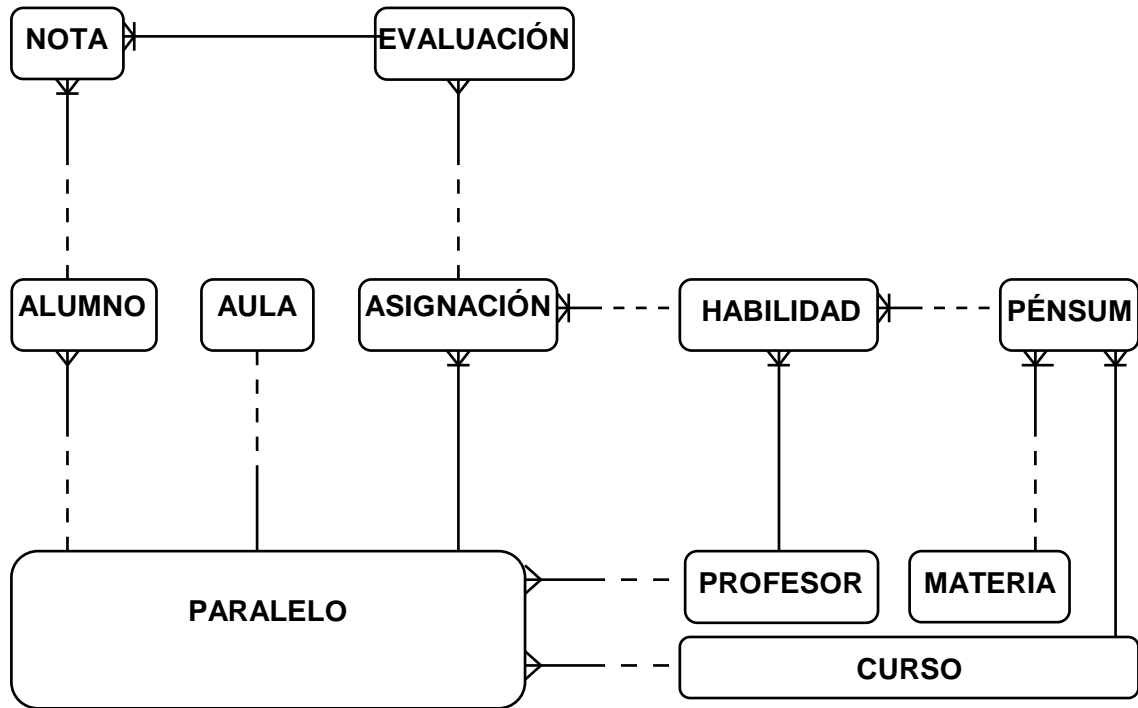 NOTA
EVALUACIÓN
ALUMNO
AULA
ASIGNACIÓN
HABILIDAD
PÉNSUM
PARALELO
PROFESOR
MATERIA
CURSO